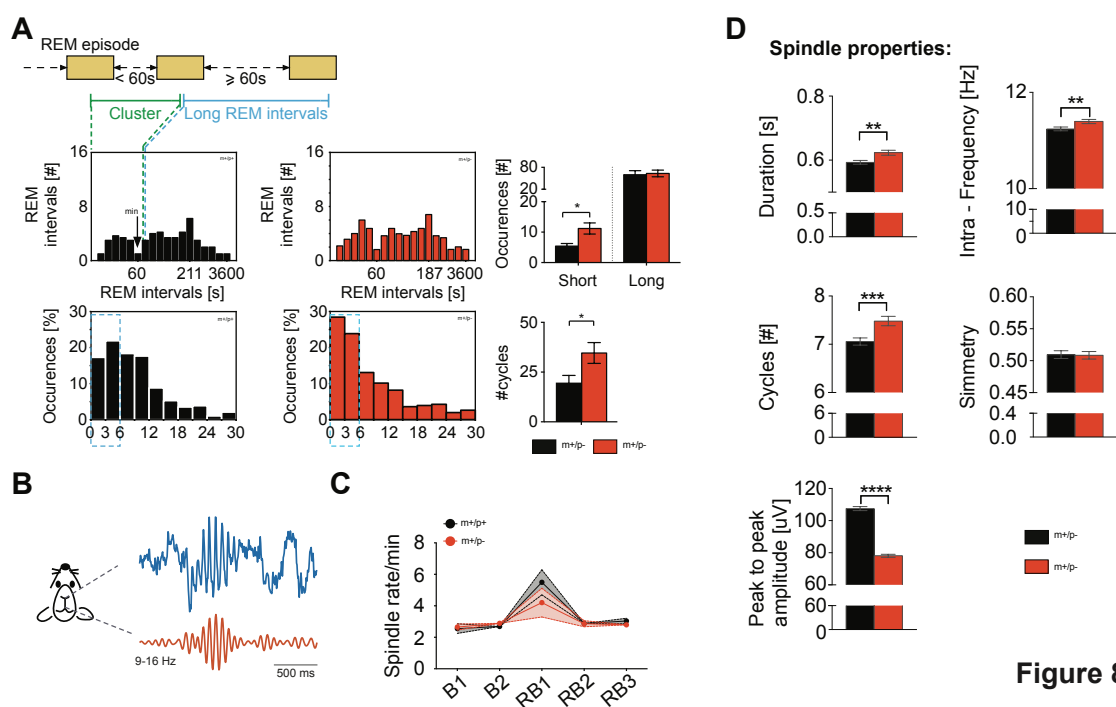 A
REM episode
< 60s
⩾ 60s
Cluster
Long REM intervals
REM
intervals [#]
16
8
0
m+/p+
min
60
211
3600
REM intervals [s]
REM
intervals [#]
16
8
0
m+/p-
60
187
3600
REM intervals [s]
Occurences [#]
80
60
40
30
20
10
0
*
Short
Long
Occurences [%]
30
20
10
0
m+/p+
0
3
6
12
18
24
30
Occurences [%]
30
20
10
0
m+/p-
0
3
6
12
18
24
30
#cycles
50
25
0
*
m+/p-
m+/p-
B
9-16 Hz
500 ms
C
m+/p+
m+/p-
Spindle rate/min
8
6
4
2
0
B1
B2
RB1
RB2
RB3
D
Spindle properties:
Duration [s]
0.8
0.6
0.5
0.0
**
Intra - Frequency [Hz]
12
10
10
0
**
Cycles [#]
8
7
6
6
0
***
Simmetry
0.60
0.55
0.50
0.45
0.4
0.0
Peak to peak
amplitude [uV]
120
100
80
60
60
0
****
m+/p-
m+/p-
Figure 8